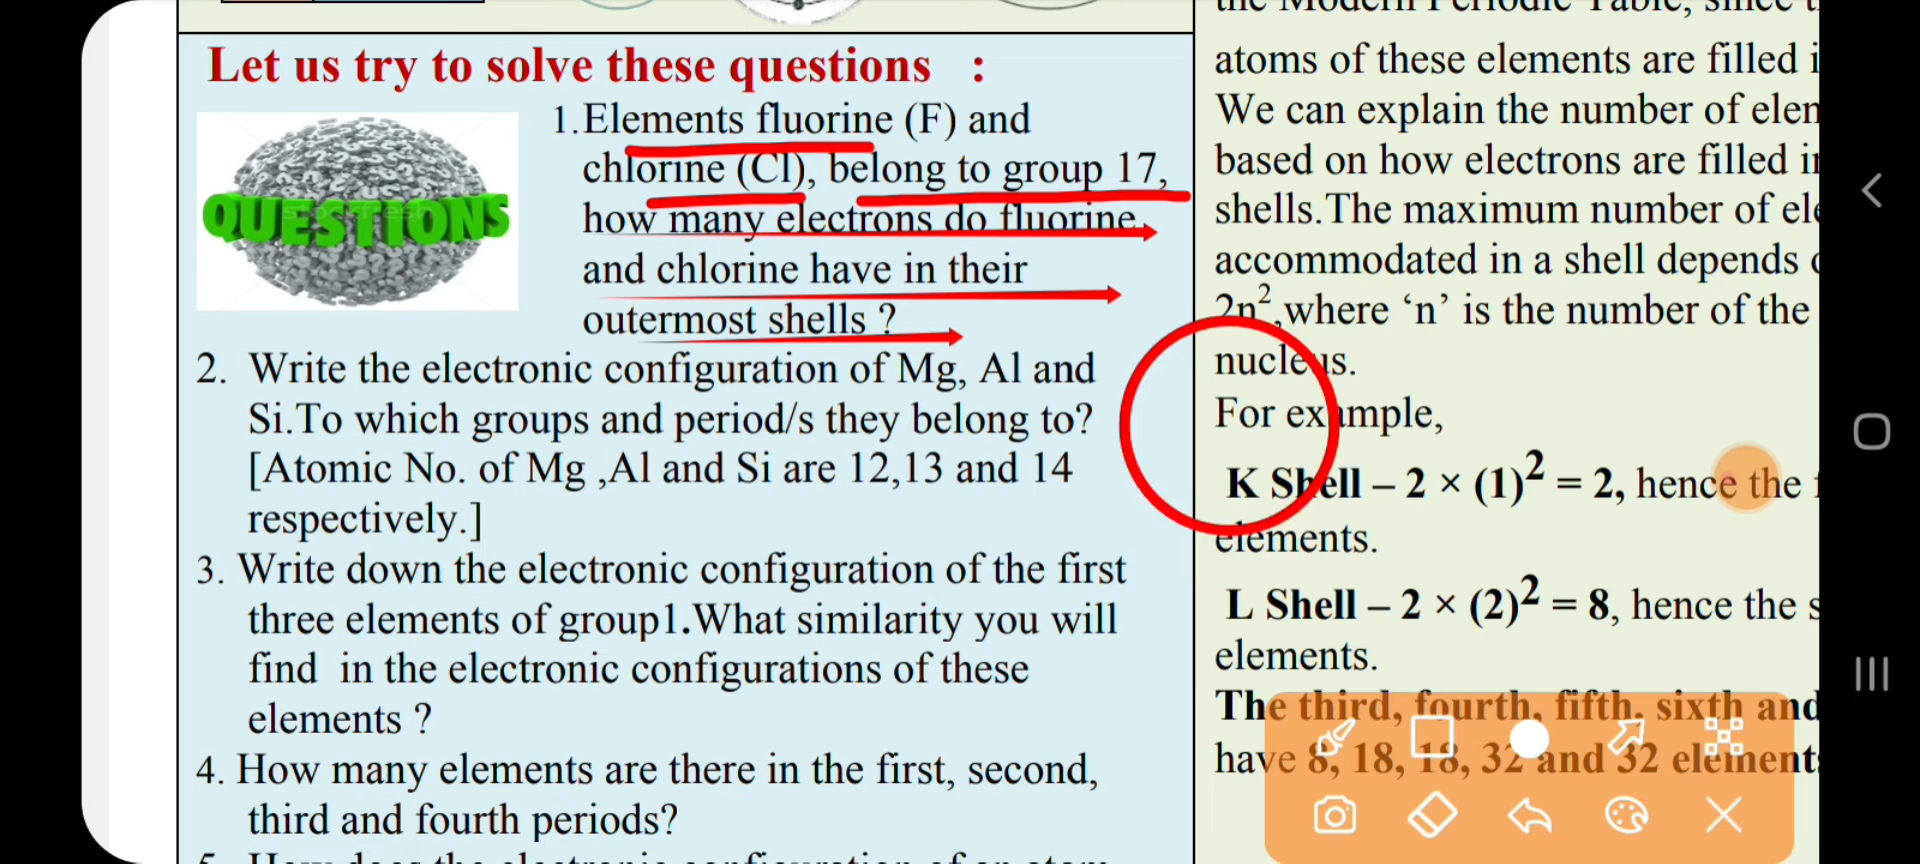 Let us try to solve these questions :
QUESTIONS
1.Elements fluorine (F) and
chlorine (Cl), belong to group 17,
how many electrons do fluorine
and chlorine have in their
outermost shells ?
2. Write the electronic configuration of Mg, Al and
Si.To which groups and period/s they belong to?
[Atomic No. of Mg ,Al and Si are 12,13 and 14
respectively.]
3. Write down the electronic configuration of the first
three elements of group1.What similarity you will
find in the electronic configurations of these
elements ?
4. How many elements are there in the first, second,
third and fourth periods?
the Modern Periodic Table, since
atoms of these elements are filled
We can explain the number of
based on how electrons are filled
shells.The maximum number of
accommodated in a shell depends
2n²,where ‘n’ is the number of the
nucleus.
For example,
K Shell – 2 × (1)² = 2, hence the
elements.
L Shell – 2 × (2)² = 8, hence the
elements.
The third, fourth, fifth, sixth and
have 8, 18, 18, 32 and 32 elements